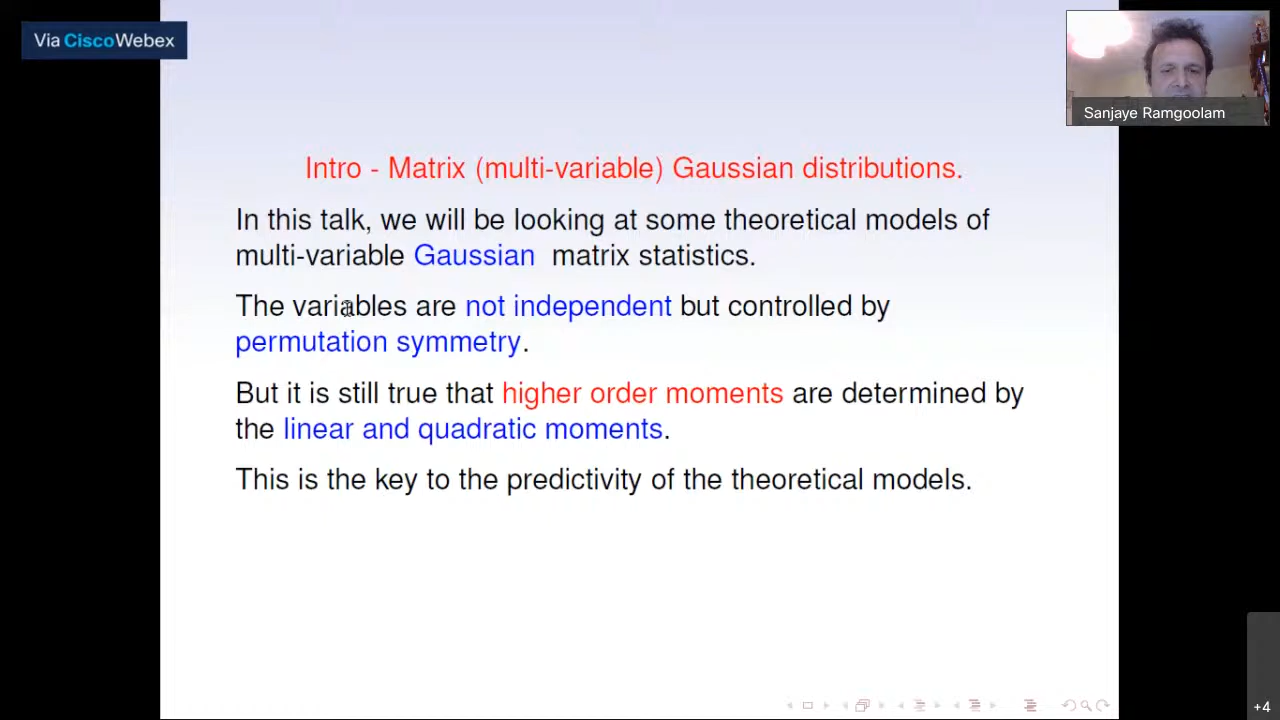 Via Cisco Webex
Sanjaye Ramgoolam
Intro - Matrix (multi-variable) Gaussian distributions.
In this talk, we will be looking at some theoretical models of
multi-variable Gaussian matrix statistics.
The variables are not independent but controlled by
permutation symmetry.
But it is still true that higher order moments are determined by
the linear and quadratic moments.
This is the key to the predictivity of the theoretical models.
+4